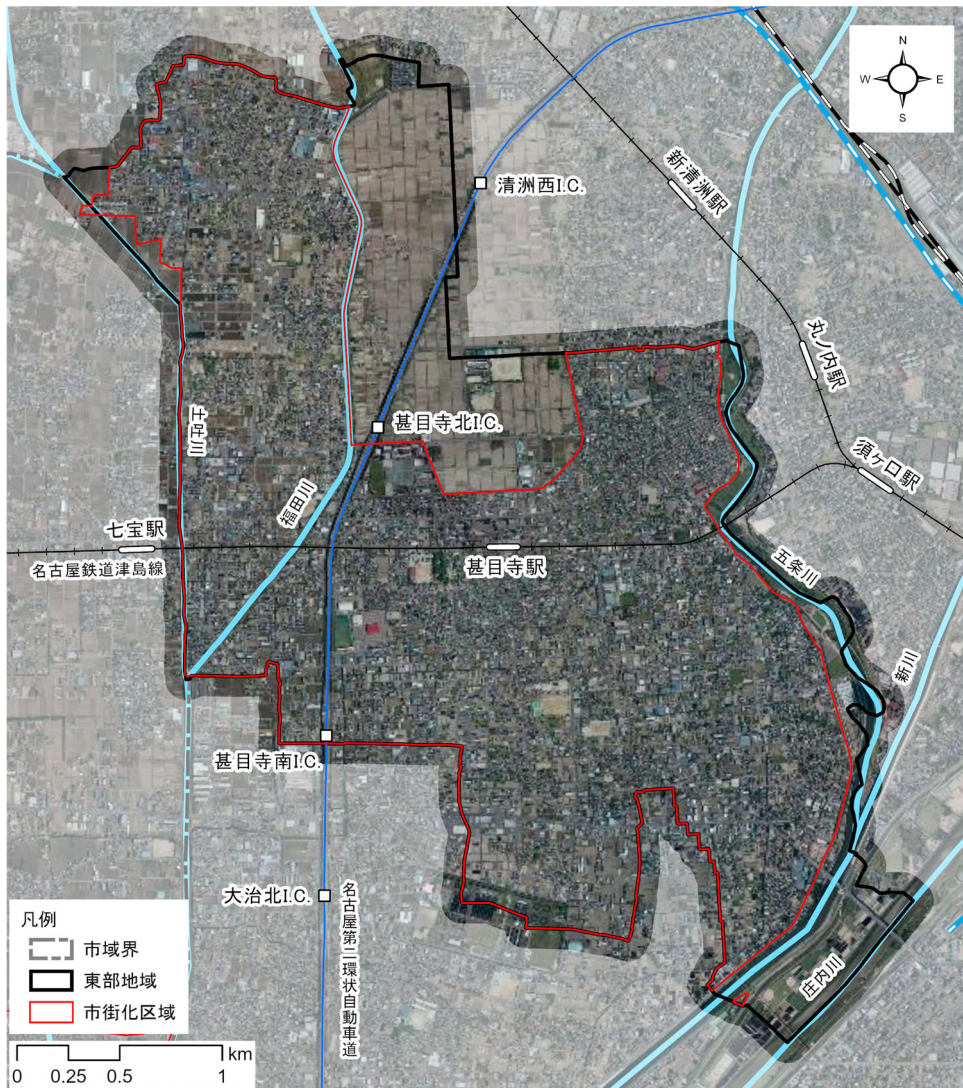 N
W E
S
清洲西I.C.
新清洲駅
丸ノ内駅
須ヶ口駅
甚目寺北I.C.
土吐川
福田川
七宝駅
名古屋鉄道津島線
甚目寺駅
五条川
新川
甚目寺南I.C.
大治北I.C.
名古屋第二環状自動車道
庄内川
凡例
市域界
東部地域
市街化区域
km
0 0.25 0.5 1